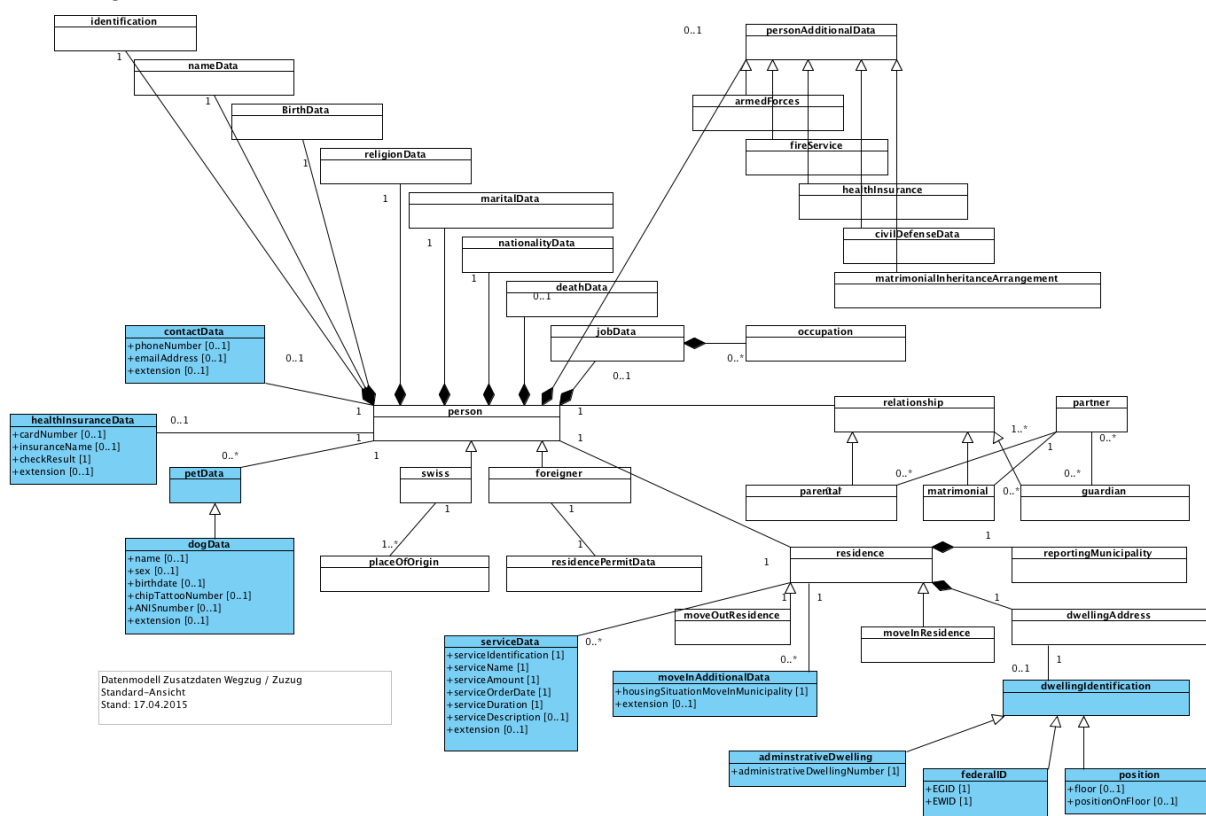 identification
1
nameData
1
BirthData
1
religionData
1
maritalData
1
nationalityData
1
deathData
0..1
jobData
0..1
occupation
0..*
0..1
personAdditionalData
armedForces
fireService
healthInsurance
civilDefenseData
matrimonialInheritanceArrangement
contactData
+phoneNumber [0..1]
+emailAddress [0..1]
+extension [0..1]
0..1
1
person
1
healthInsuranceData
+cardNumber [0..1]
+insuranceName [0..1]
+checkResult [1]
+extension [0..1]
0..1
1
1
0..*
1
petData
dogData
+name [0..1]
+sex [0..1]
+birthdate [0..1]
+chipTattooNumber [0..1]
+ANISnumber [0..1]
+extension [0..1]
swiss
1
1..*
placeOfOrigin
foreigner
1
1
residencePermitData
relationship
partner
1..*
0..*
1
0..*
0..*
0..*
parental
matrimonial
guardian
residence
1
1
reportingMunicipality
1
1
1
moveOutResidence
moveInResidence
dwellingAddress
1
0..1
0..*
0..*
serviceData
+serviceIdentification [1]
+serviceName [1]
+serviceAmount [1]
+serviceOrderDate [1]
+serviceDuration [1]
+serviceDescription [0..1]
+extension [0..1]
moveInAdditionalData
+housingSituationMoveInMunicipality [1]
+extension [0..1]
dwellingIdentification
adminstrativeDwelling
+administrativeDwellingNumber [1]
federalID
+EGID [1]
+EWID [1]
position
+floor [0..1]
+positionOnFloor [0..1]
Datenmodell Zusatzdaten Wegzug / Zuzug
Standard-Ansicht
Stand: 17.04.2015